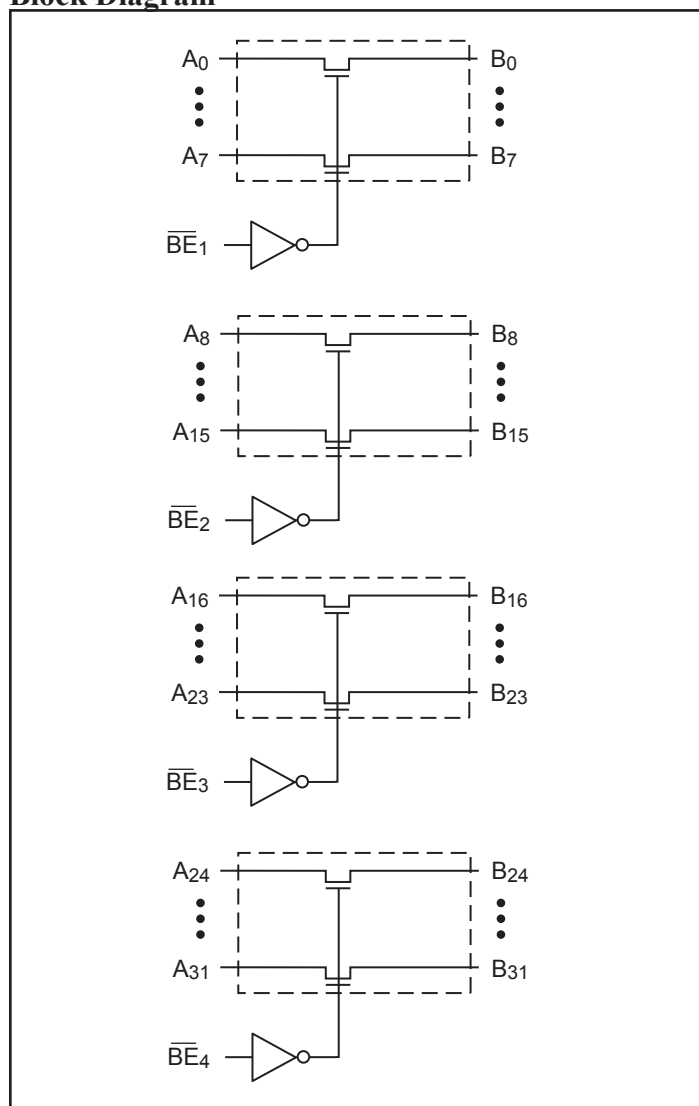 Block Diagram
A0 B0
A7 B7
BE1
A8 B8
A15 B15
BE2
A16 B16
A23 B23
BE3
A24 B24
A31 B31
BE4